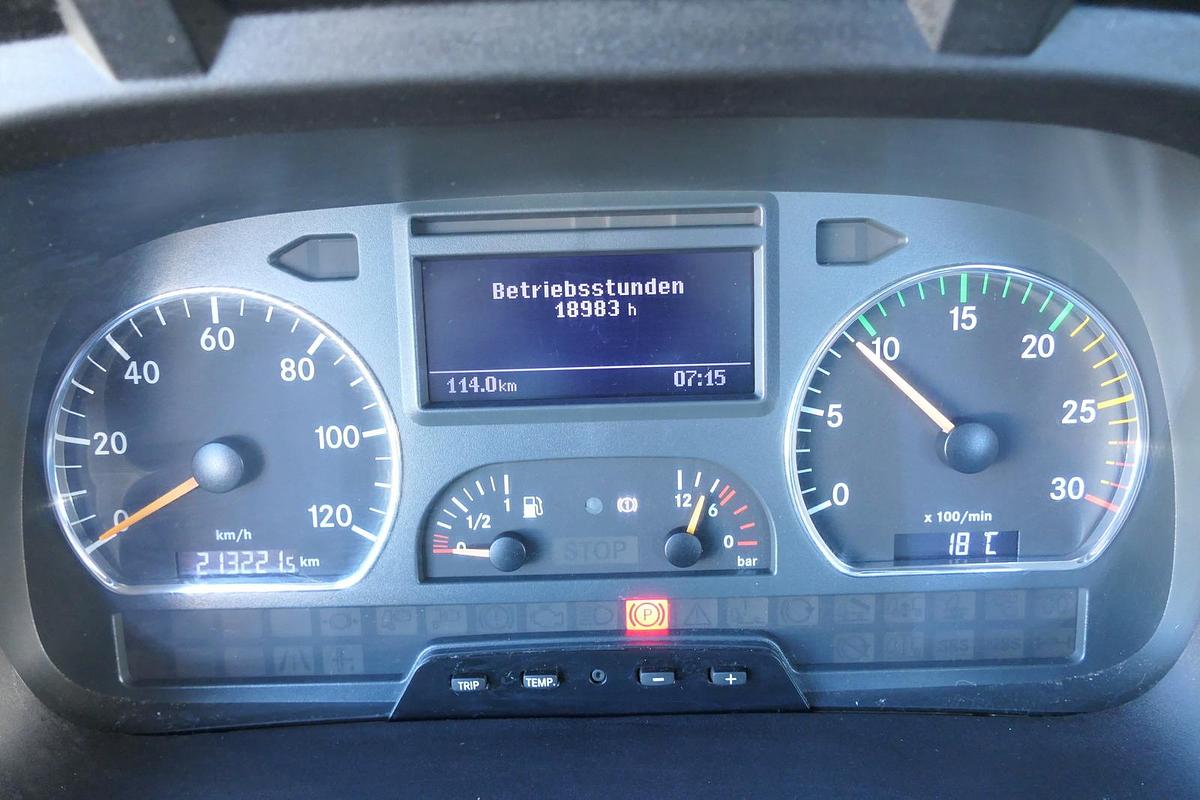 Betriebsstunden
18983 h
114.0km 07:15
0 20 40 60 80 100 120
km/h
213221.5 km
0 1/2 1
12 6 0
bar
STOP
0 5 10 15 20 25 30
x 100/min
18 °C
P
TRIP TEMP. - +